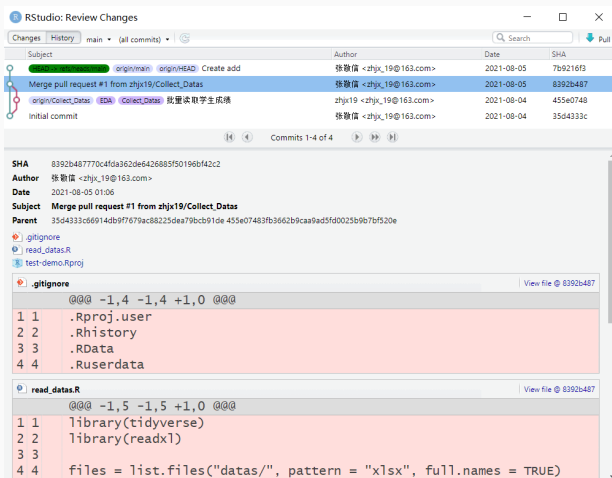 RStudio: Review Changes
Changes History main (all commits) Search Pull
Subject Author Date SHA
HEAD -> refs/heads/main origin/main origin/HEAD Create add 张敬信 <zhjx_19@163.com> 2021-08-05 7b9216f3
Merge pull request #1 from zhjx19/Collect_Datas 张敬信 <zhjx_19@163.com> 2021-08-05 8392b487
origin/Collect_Datas EDA Collect_Datas 批量读取学生成绩 zhjx19 <zhjx_19@163.com> 2021-08-04 455e0748
Initial commit 张敬信 <zhjx_19@163.com> 2021-08-04 35d4333c
Commits 1-4 of 4
SHA 8392b487770c4fda362de6426885f50196bf42c2
Author 张敬信 <zhjx_19@163.com>
Date 2021-08-05 01:06
Subject Merge pull request #1 from zhjx19/Collect_Datas
Parent 35d4333c66914db9f7679ac88225dea79bcb91de 455e07483fb3662b9caa9ad5fd0025b9b7bf520e
.gitignore
read_datas.R
test-demo.Rproj
.gitignore View file @ 8392b487
@@@ -1,4 -1,4 +1,0 @@@
1 1 .Rproj.user
2 2 .Rhistory
3 3 .RData
4 4 .Ruserdata
read_datas.R View file @ 8392b487
@@@ -1,5 -1,5 +1,0 @@@
1 1 library(tidyverse)
2 2 library(readxl)
3 3
4 4 files = list.files("datas/", pattern = "xlsx", full.names = TRUE)